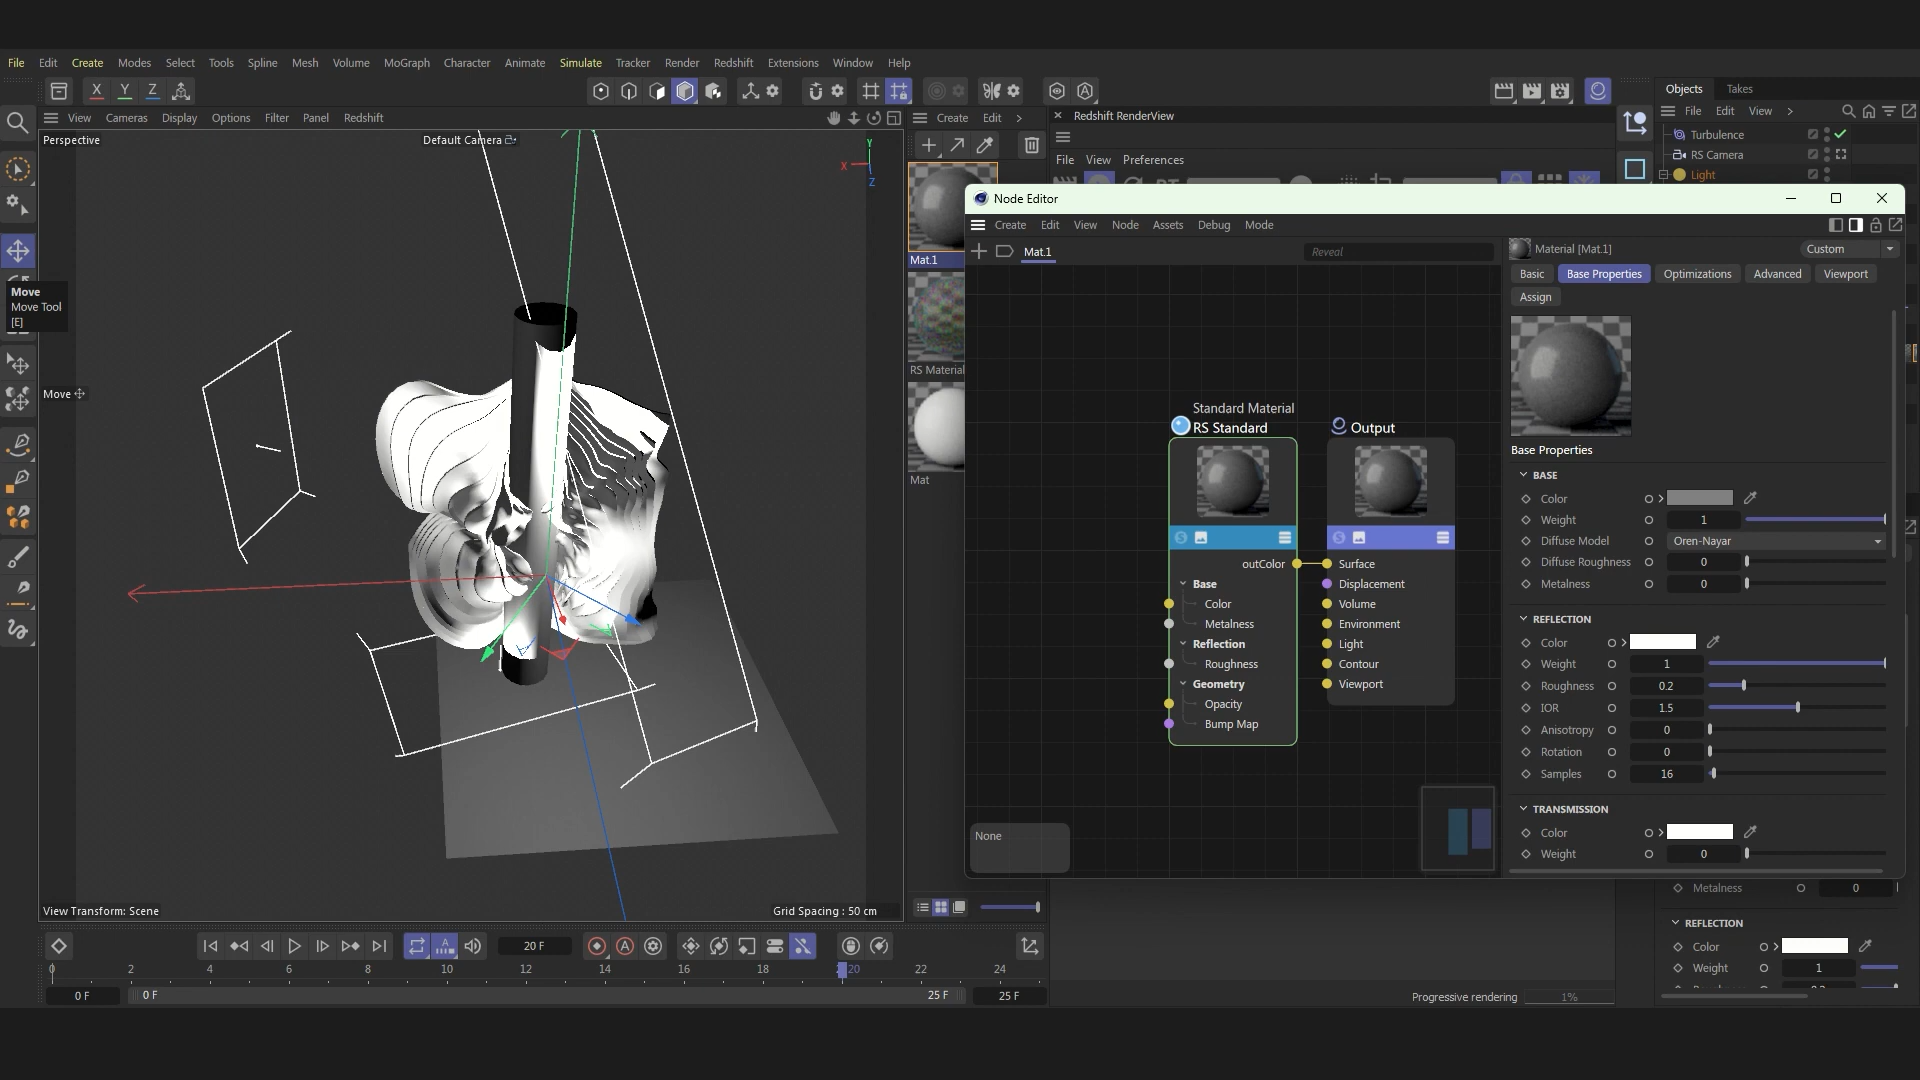 File Edit Create Modes Select Tools Spline Mesh Volume MoGraph Character Animate Simulate Tracker Render Redshift Extensions Window Help
X Y Z
Objects Takes
File Edit View
View Cameras Display Options Filter Panel Redshift
Create Edit
Redshift RenderView
File View Preferences
Turbulence
RS Camera
Light
Perspective
Default Camera
Y
X
Z
Move
Move Tool
[E]
Move
Mat.1
RS Material
Mat
Node Editor
Create Edit View Node Assets Debug Mode
Mat.1
Reveal
Standard Material
RS Standard
Output
outColor
Base
Color
Metalness
Reflection
Roughness
Geometry
Opacity
Bump Map
Surface
Displacement
Volume
Environment
Light
Contour
Viewport
None
Material [Mat.1]
Custom
Basic Base Properties Optimizations Advanced Viewport
Assign
Base Properties
BASE
Color
Weight 1
Diffuse Model Oren-Nayar
Diffuse Roughness 0
Metalness 0
REFLECTION
Color
Weight 1
Roughness 0.2
IOR 1.5
Anisotropy 0
Rotation 0
Samples 16
TRANSMISSION
Color
Weight 0
Metalness 0
REFLECTION
Color
Weight 1
View Transform: Scene
Grid Spacing : 50 cm
20 F
0 2 4 6 8 10 12 14 16 18 20 22 24
0 F 0 F 25 F 25 F
Progressive rendering 1%